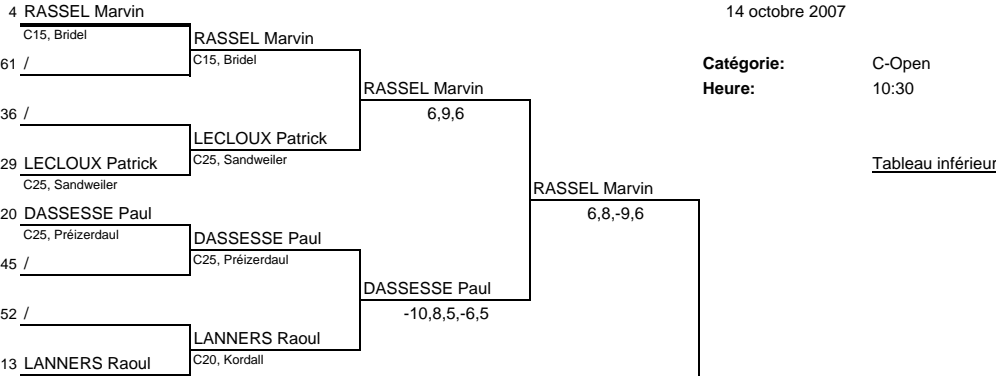 4 RASSEL Marvin
14 octobre 2007
C15, Bridel
RASSEL Marvin
61 /
C15, Bridel
Catégorie: C-Open
RASSEL Marvin
Heure: 10:30
36 /
6,9,6
LECLOUX Patrick
29 LECLOUX Patrick
C25, Sandweiler
Tableau inférieur
C25, Sandweiler
RASSEL Marvin
20 DASSESSE Paul
6,8,-9,6
C25, Préizerdaul
DASSESSE Paul
45 /
C25, Préizerdaul
DASSESSE Paul
52 /
-10,8,5,-6,5
LANNERS Raoul
13 LANNERS Raoul
C20, Kordall